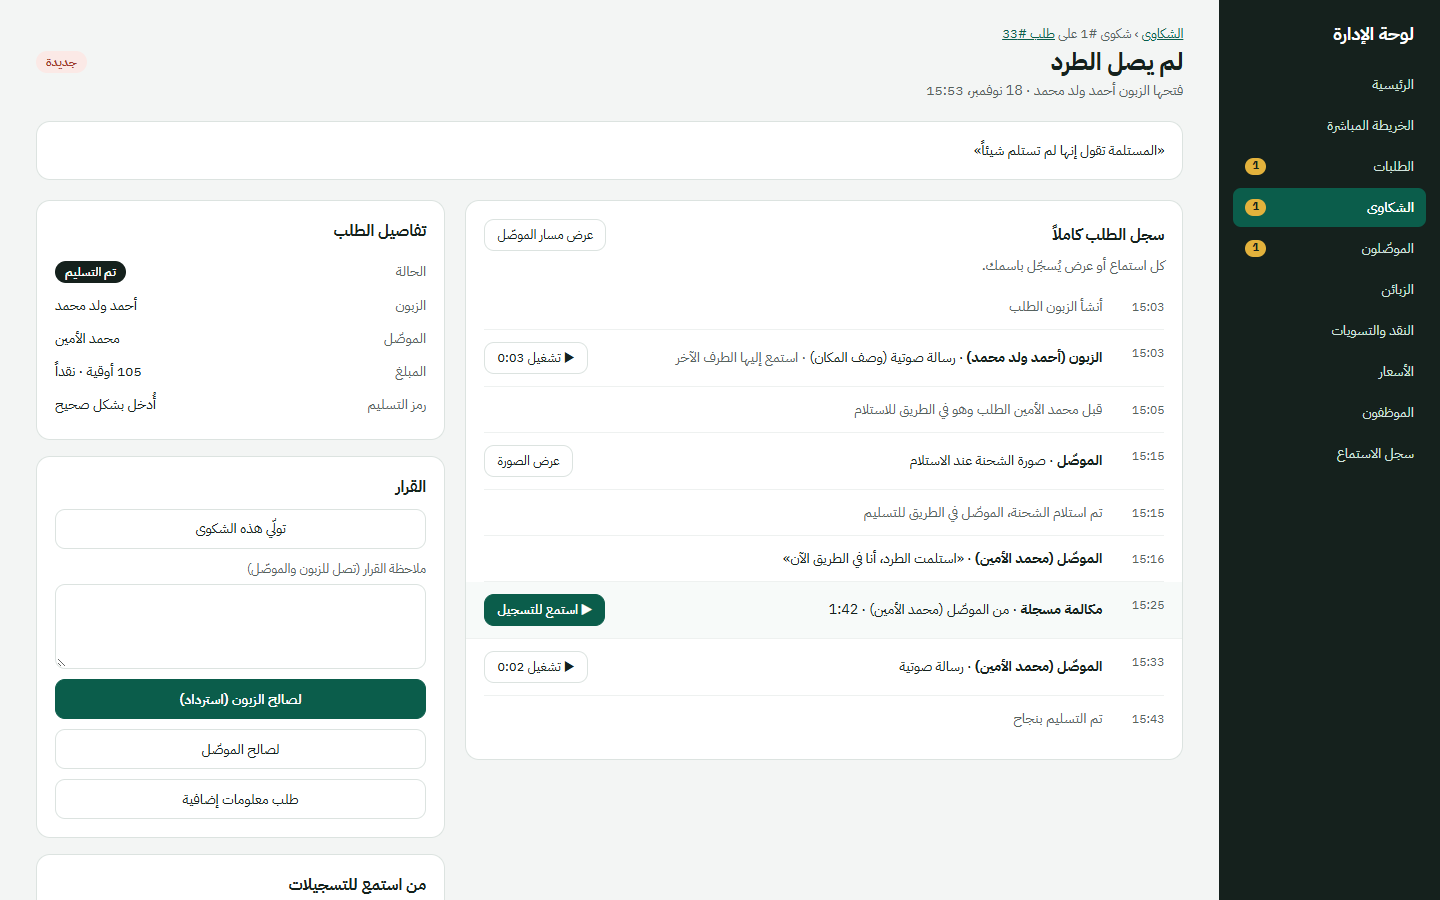 لوحة الإدارة
الرئيسية
الخريطة المباشرة
الطلبات 1
الشكاوى 1
الموصّلون 1
الزبائن
النقد والتسويات
الأسعار
الموظفون
سجل الاستماع
الشكاوى › شكوى #1 على طلب #33
لم يصل الطرد
جديدة
فتحها الزبون أحمد ولد محمد · 18 نوفمبر، 15:53
«المستلمة تقول إنها لم تستلم شيئاً»
سجل الطلب كاملاً
عرض مسار الموصّل
كل استماع أو عرض يُسجّل باسمك.
15:03 أنشأ الزبون الطلب
15:03 الزبون (أحمد ولد محمد) · رسالة صوتية (وصف المكان) · استمع إليها الطرف الآخر ▶ تشغيل 0:03
15:05 قبل محمد الأمين الطلب وهو في الطريق للاستلام
15:15 الموصّل · صورة الشحنة عند الاستلام عرض الصورة
15:15 تم استلام الشحنة، الموصّل في الطريق للتسليم
15:16 الموصّل (محمد الأمين) · «استلمت الطرد، أنا في الطريق الآن»
15:25 مكالمة مسجلة · من الموصّل (محمد الأمين) · 1:42 ▶ استمع للتسجيل
15:33 الموصّل (محمد الأمين) · رسالة صوتية ▶ تشغيل 0:02
15:43 تم التسليم بنجاح
تفاصيل الطلب
الحالة تم التسليم
الزبون أحمد ولد محمد
الموصّل محمد الأمين
المبلغ 105 أوقية · نقداً
رمز التسليم أُدخل بشكل صحيح
القرار
تولّي هذه الشكوى
ملاحظة القرار (تصل للزبون والموصّل)
لصالح الزبون (استرداد)
لصالح الموصّل
طلب معلومات إضافية
من استمع للتسجيلات